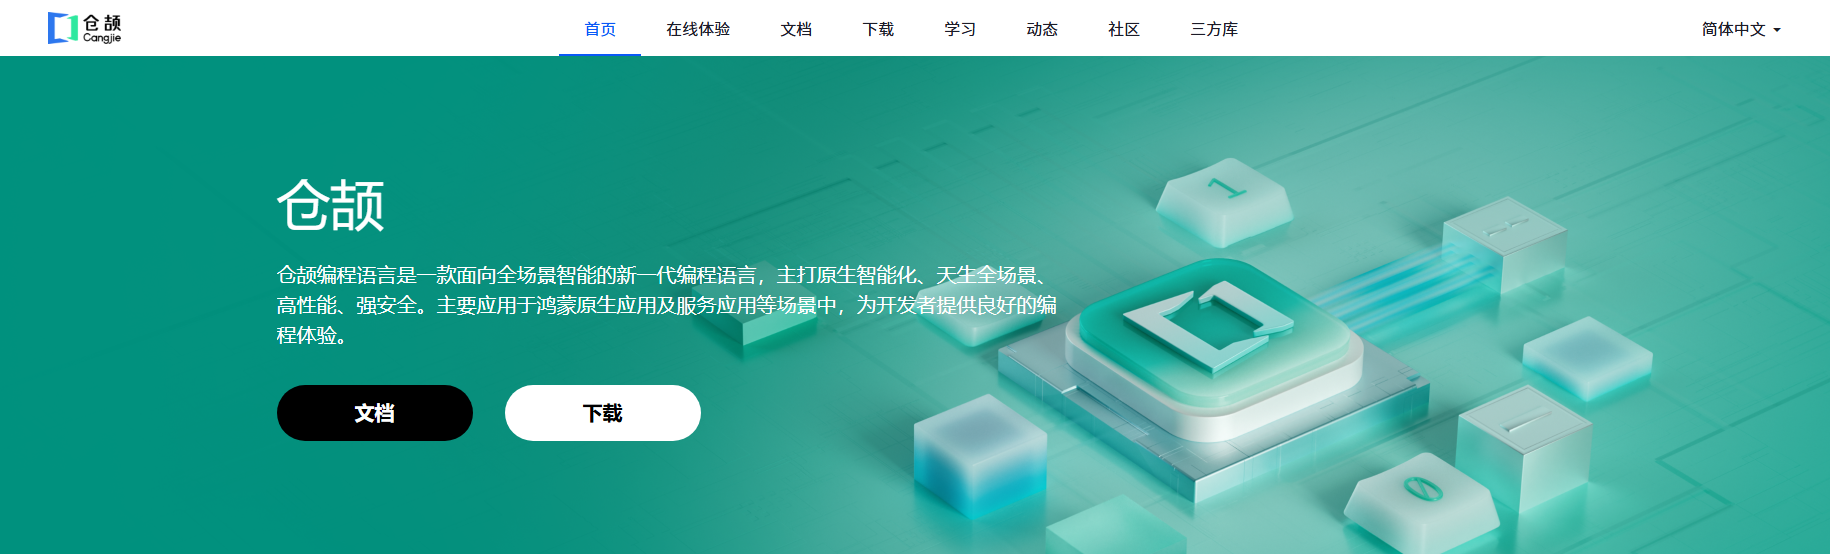 仓颉
Cangjie
首页
在线体验
文档
下载
学习
动态
社区
三方库
简体中文
仓颉
仓颉编程语言是一款面向全场景智能的新一代编程语言，主打原生智能化、天生全场景、
高性能、强安全。主要应用于鸿蒙原生应用及服务应用等场景中，为开发者提供良好的编
程体验。
文档
下载
1
0